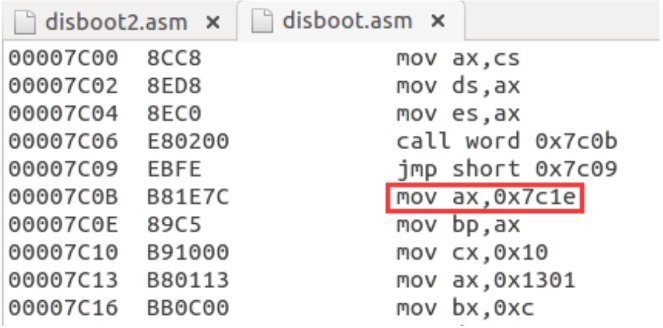 disboot2.asm × disboot.asm ×
00007C00 8CC8 mov ax,cs
00007C02 8ED8 mov ds,ax
00007C04 8EC0 mov es,ax
00007C06 E80200 call word 0x7c0b
00007C09 EBFE jmp short 0x7c09
00007C0B B81E7C mov ax,0x7c1e
00007C0E 89C5 mov bp,ax
00007C10 B91000 mov cx,0x10
00007C13 B80113 mov ax,0x1301
00007C16 BB0C00 mov bx,0xc